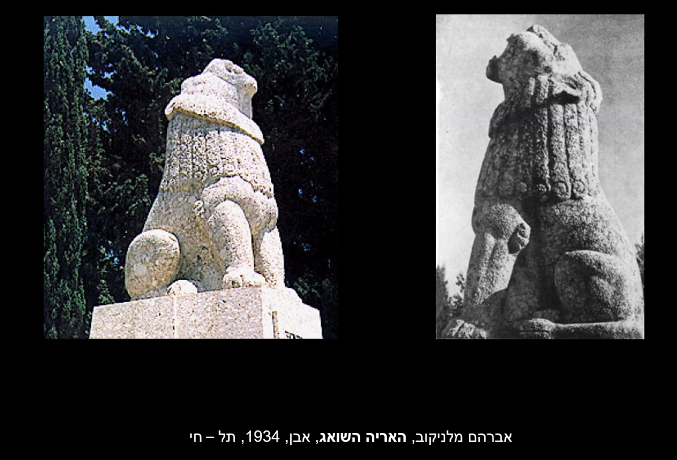 אברהם מלניקוב, האריה השואג, אבן, 1934, תל – חי